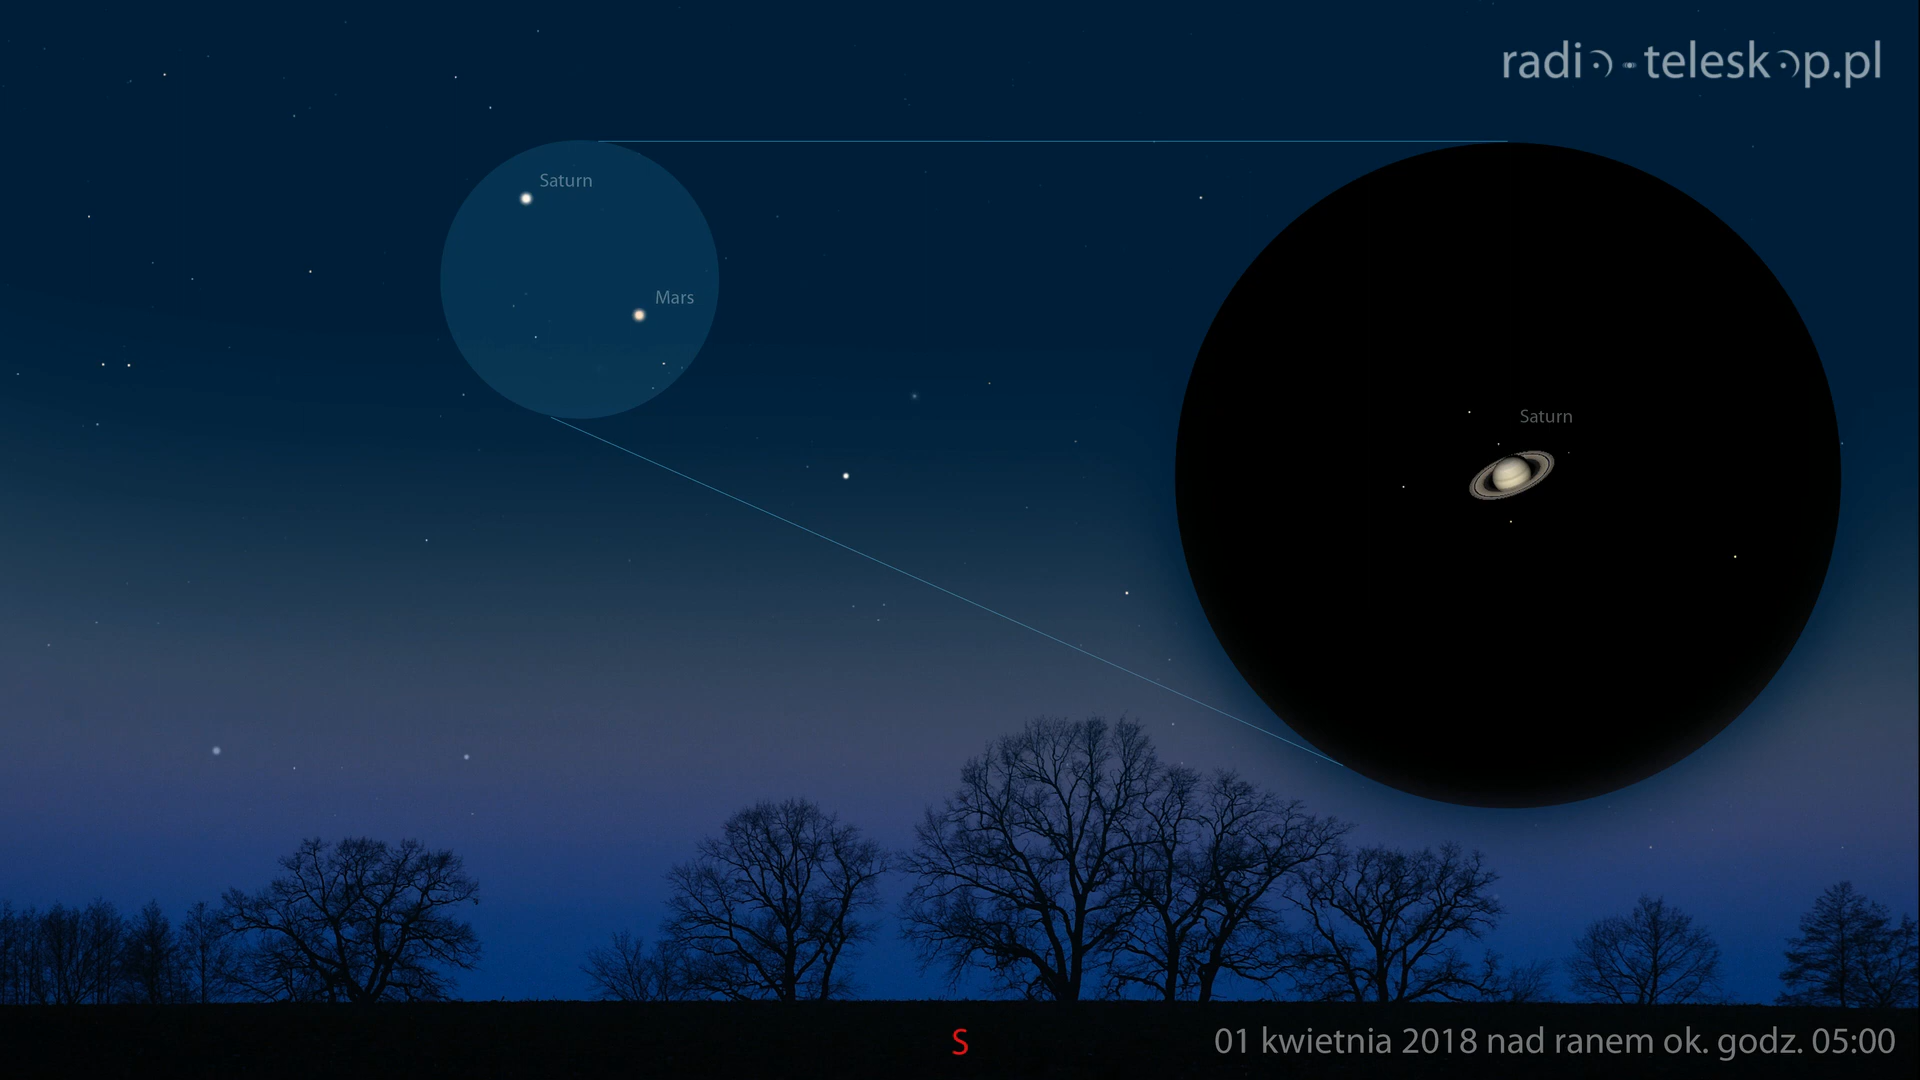 radio-teleskop.pl
Saturn
Mars
Saturn
S
01 kwietnia 2018 nad ranem ok. godz. 05:00